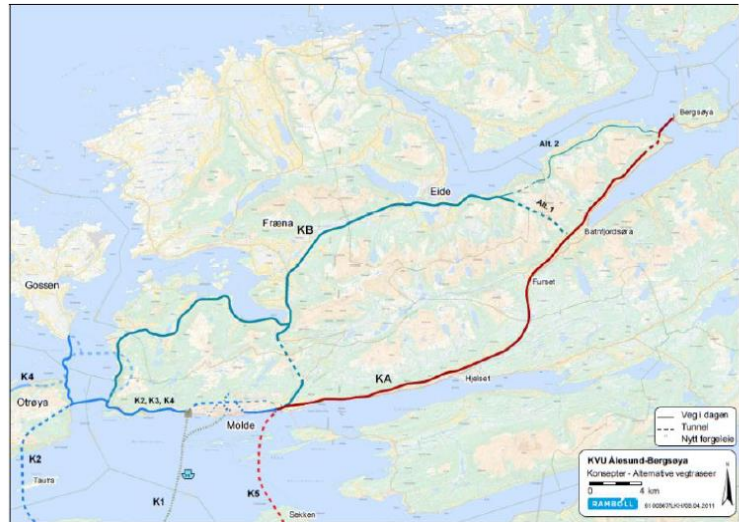 Bergsøya
Alt. 2
Eide
Alt. 1
Fræna
KB
Batnfjordsøra
Gossen
Furset
K4
KA
Hjelset
Otrøya
K2, K3, K4
Molde
K2
Tautra
K1
K5
Sekken
Veg i dagen
Tunnel
Nytt fergeleie
KVU Ålesund-Bergsøya
Konsepter - Alternative vegtraseer
0 4 km
RAMBOLL